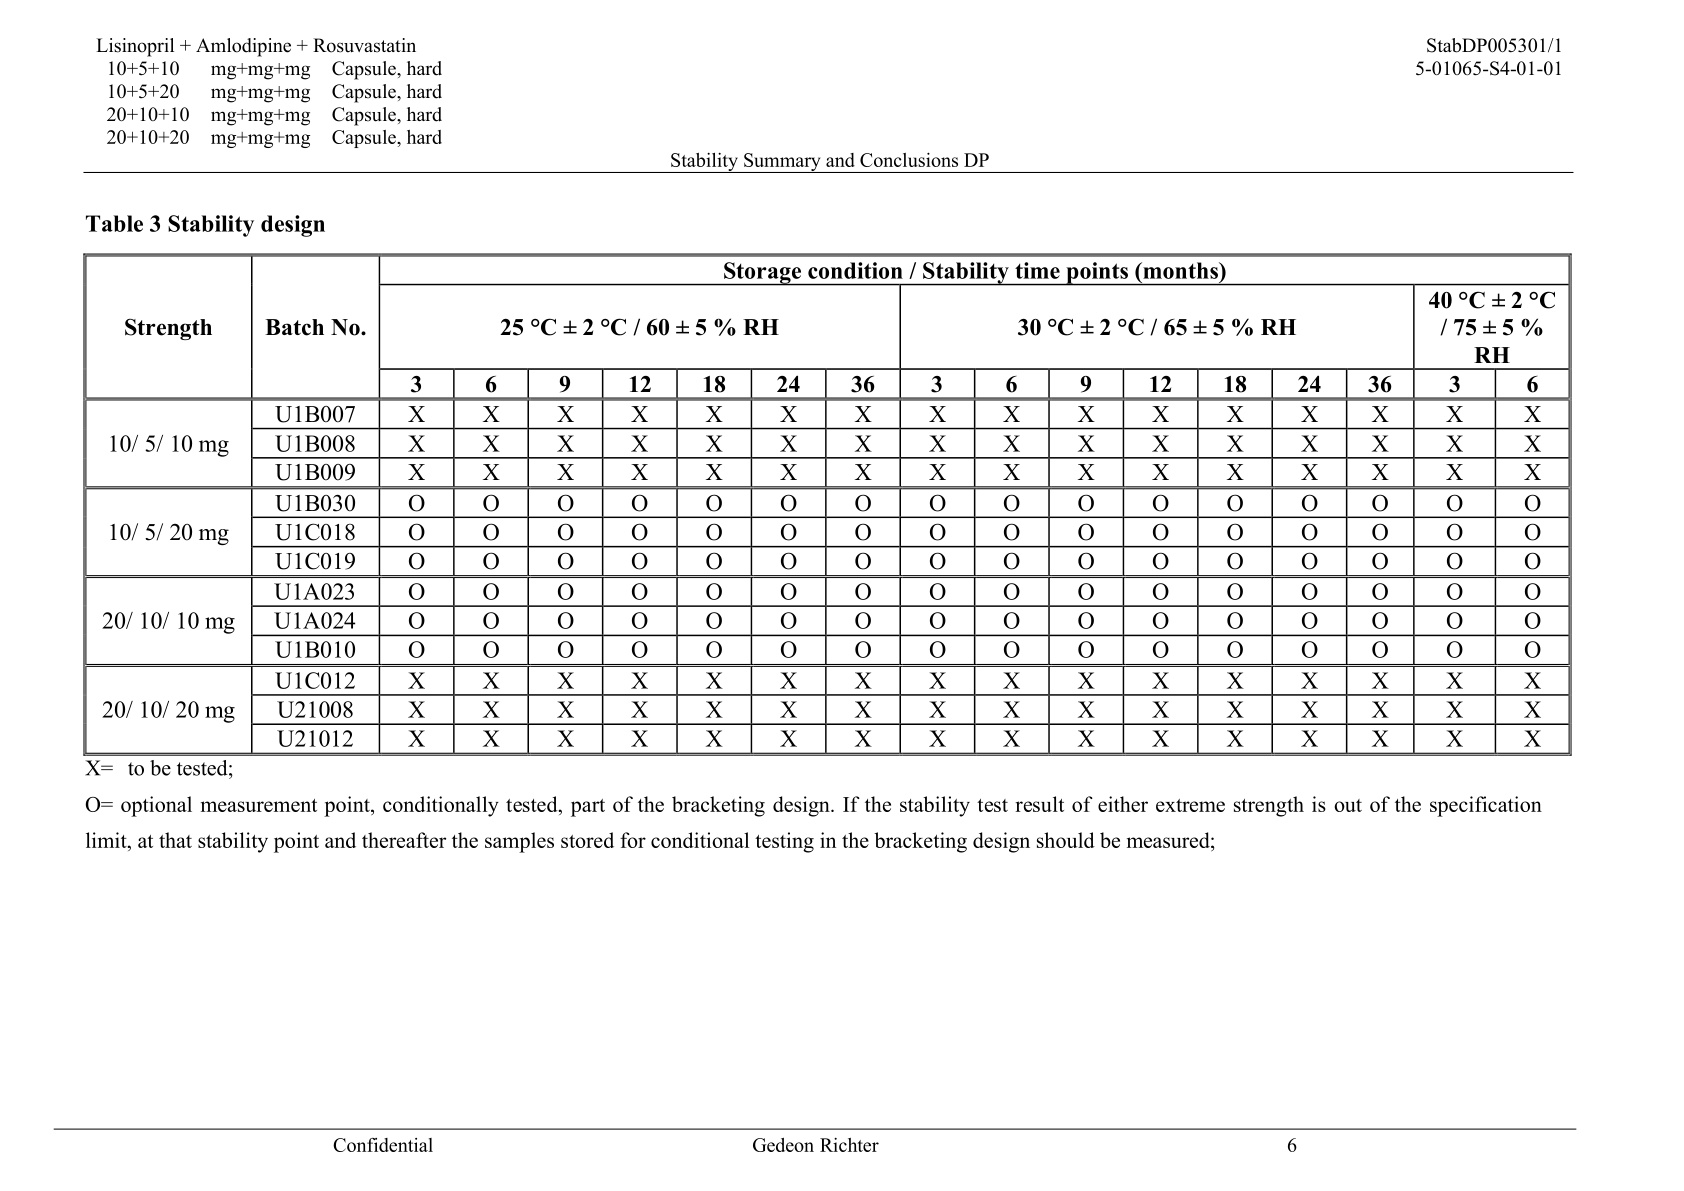 Lisinopril + Amlodipine + Rosuvastatin
StabDP005301/1
10+5+10 mg+mg+mg Capsule, hard
5-01065-S4-01-01
10+5+20 mg+mg+mg Capsule, hard
20+10+10 mg+mg+mg Capsule, hard
20+10+20 mg+mg+mg Capsule, hard
Stability Summary and Conclusions DP
Table 3 Stability design
Strength Batch No. Storage condition / Stability time points (months)
25 °C ± 2 °C / 60 ± 5 % RH 30 °C ± 2 °C / 65 ± 5 % RH 40 °C ± 2 °C
/ 75 ± 5 %
RH
3 6 9 12 18 24 36 3 6 9 12 18 24 36 3 6
10/ 5/ 10 mg U1B007 X X X X X X X X X X X X X X X X
U1B008 X X X X X X X X X X X X X X X X
U1B009 X X X X X X X X X X X X X X X X
10/ 5/ 20 mg U1B030 O O O O O O O O O O O O O O O O
U1C018 O O O O O O O O O O O O O O O O
U1C019 O O O O O O O O O O O O O O O O
20/ 10/ 10 mg U1A023 O O O O O O O O O O O O O O O O
U1A024 O O O O O O O O O O O O O O O O
U1B010 O O O O O O O O O O O O O O O O
20/ 10/ 20 mg U1C012 X X X X X X X X X X X X X X X X
U21008 X X X X X X X X X X X X X X X X
U21012 X X X X X X X X X X X X X X X X
X= to be tested;
O= optional measurement point, conditionally tested, part of the bracketing design. If the stability test result of either extreme strength is out of the specification
limit, at that stability point and thereafter the samples stored for conditional testing in the bracketing design should be measured;
Confidential Gedeon Richter 6